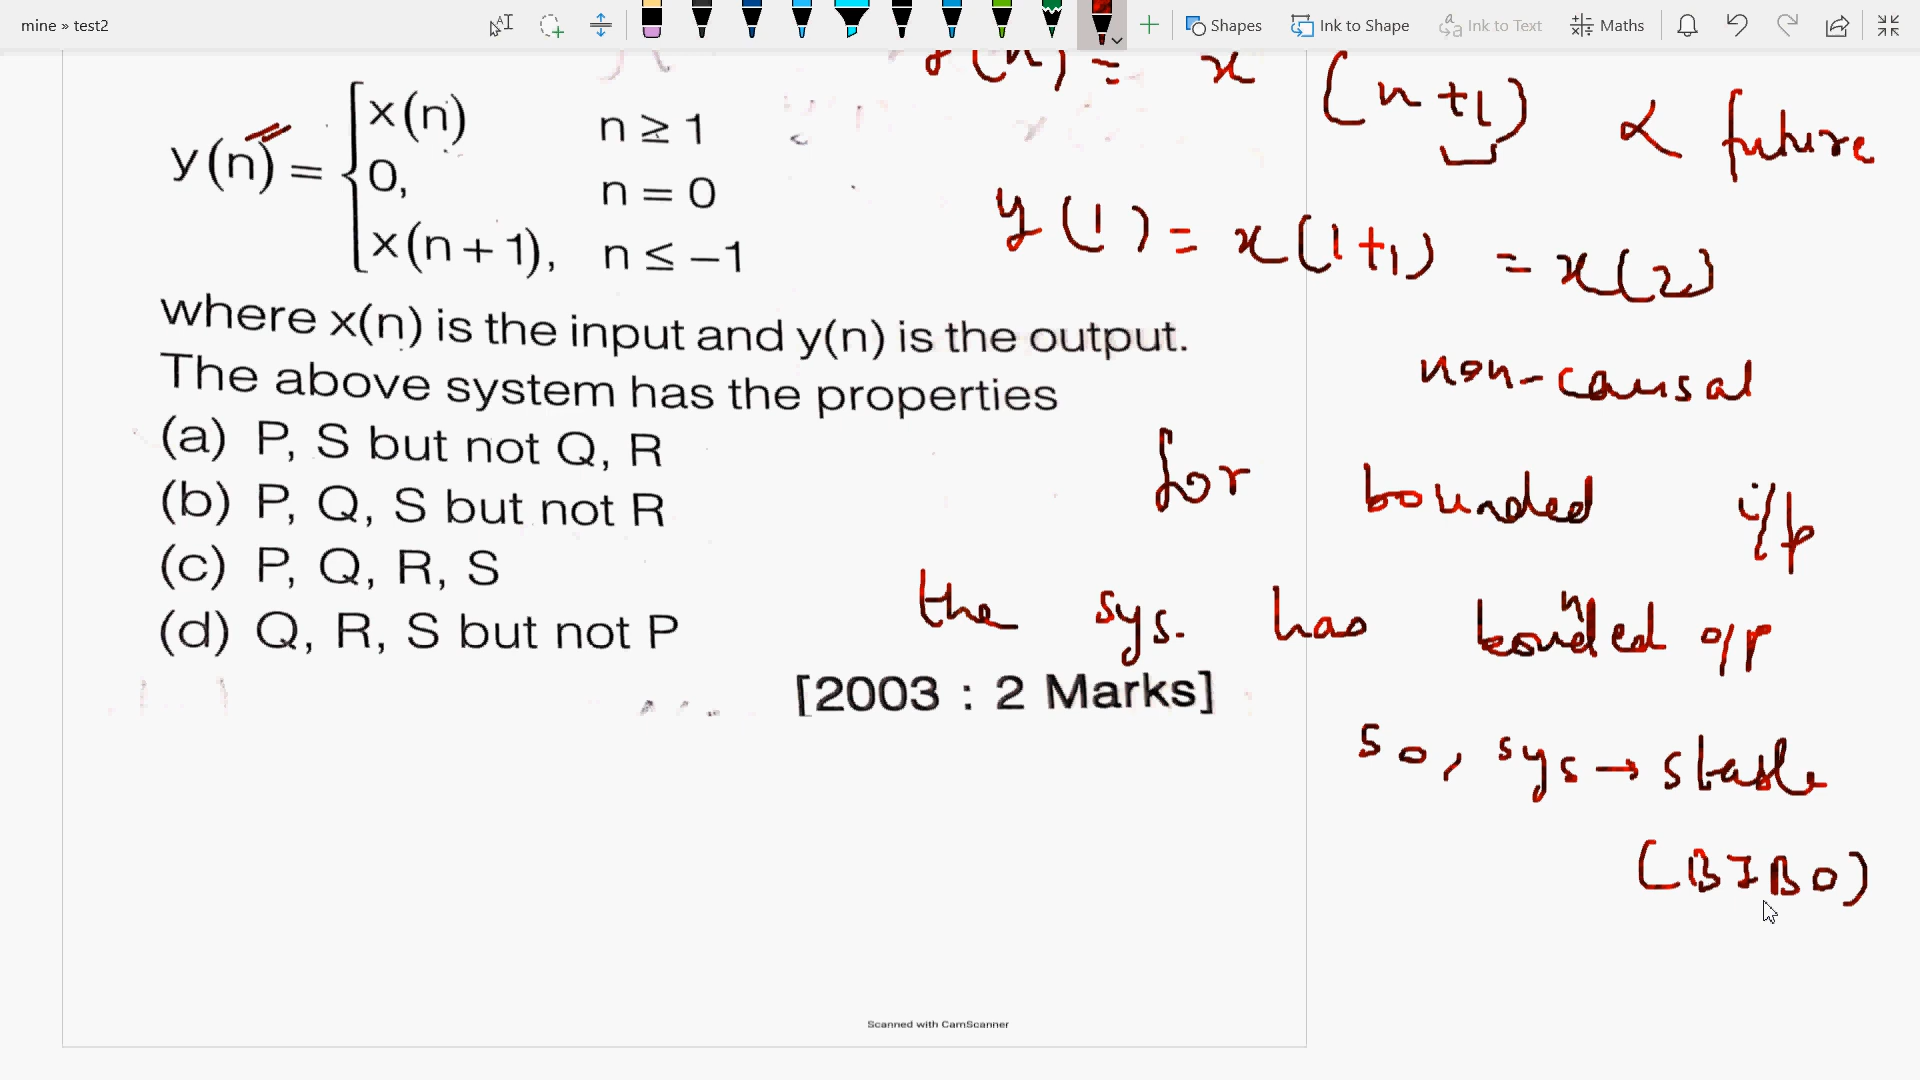 mine » test2
Shapes Ink to Shape Ink to Text Maths
y(n) = x (n+1) α future
y(n) = { x(n) n ≥ 1
0, n = 0
x(n+1), n ≤ −1
y(1) = x(1+1) = x(2)
where x(n) is the input and y(n) is the output.
The above system has the properties
non-causal
(a) P, S but not Q, R
(b) P, Q, S but not R
(c) P, Q, R, S
(d) Q, R, S but not P
[2003 : 2 Marks]
for bounded i/p
the sys. has bounded o/p
so, sys → stable
(BIBO)
Scanned with CamScanner